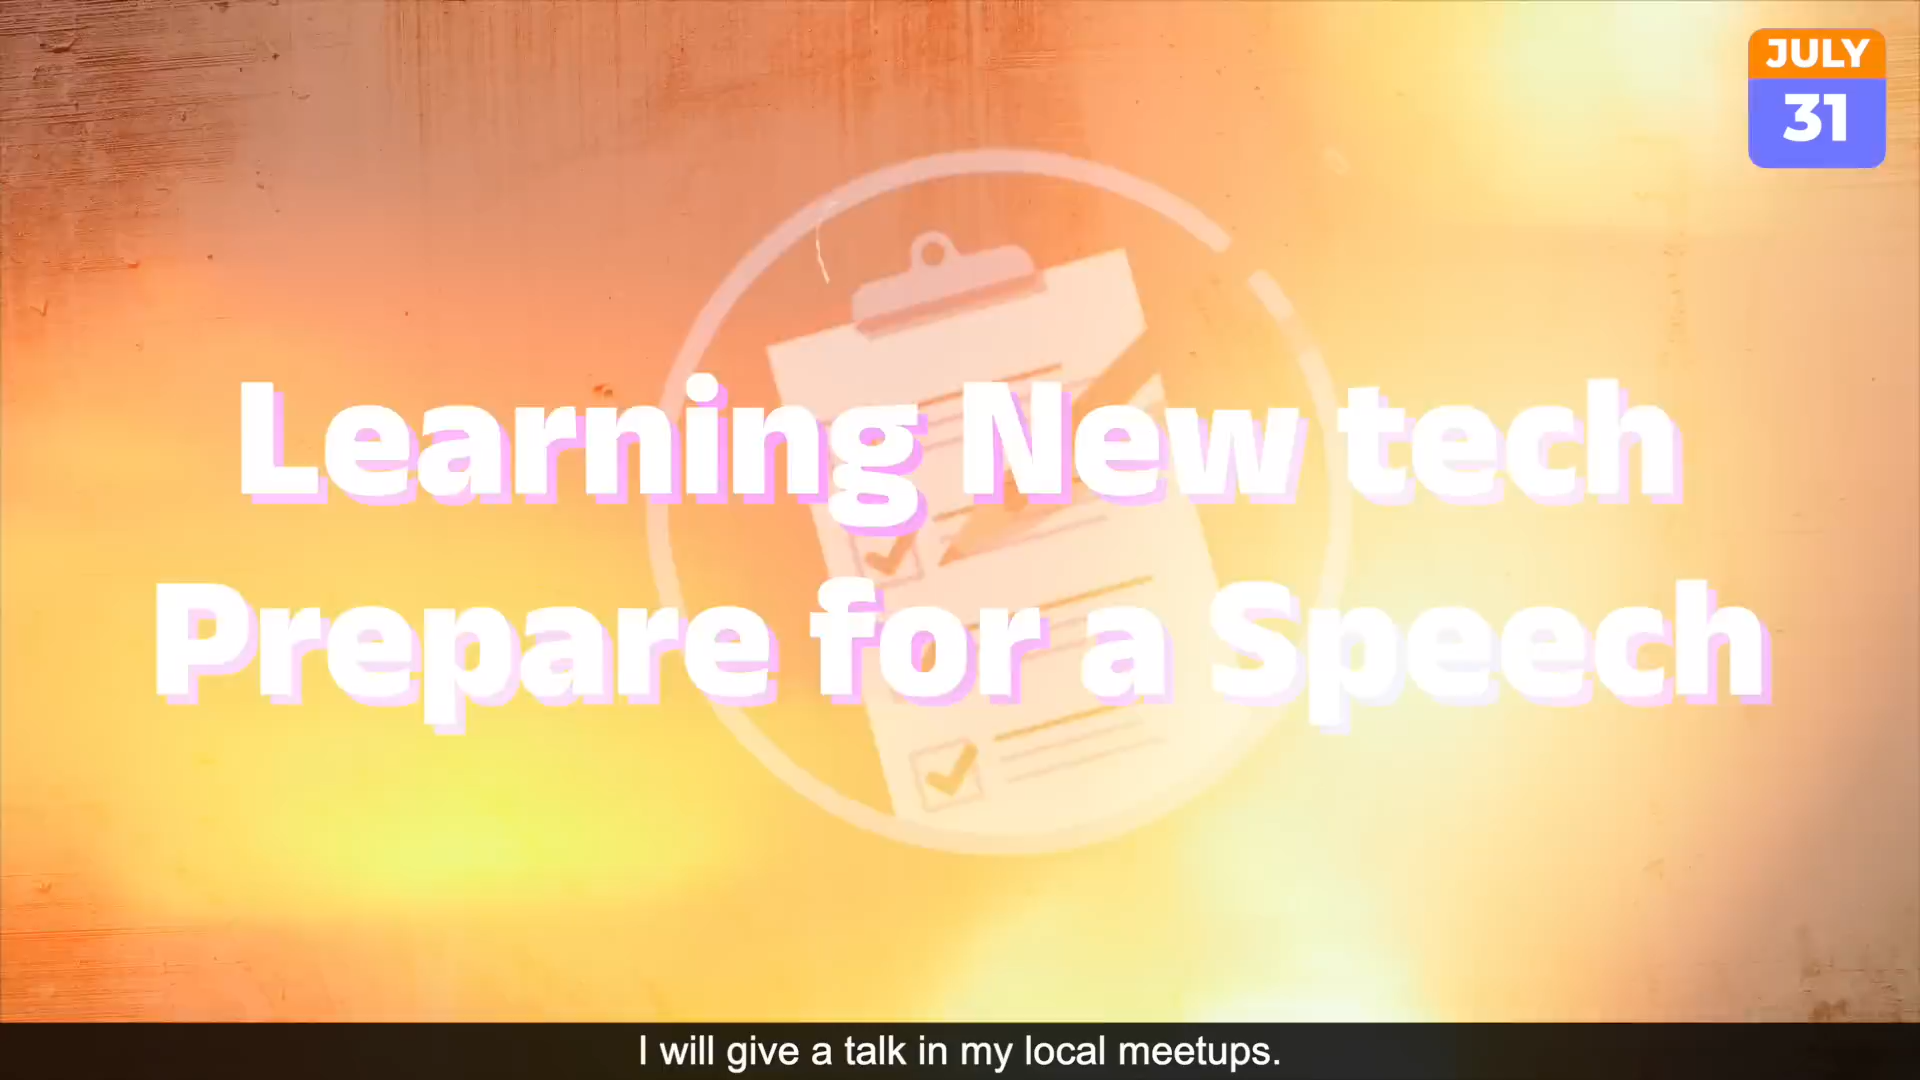 JULY
31
Learning New tech
Prepare for a Speech
I will give a talk in my local meetups.